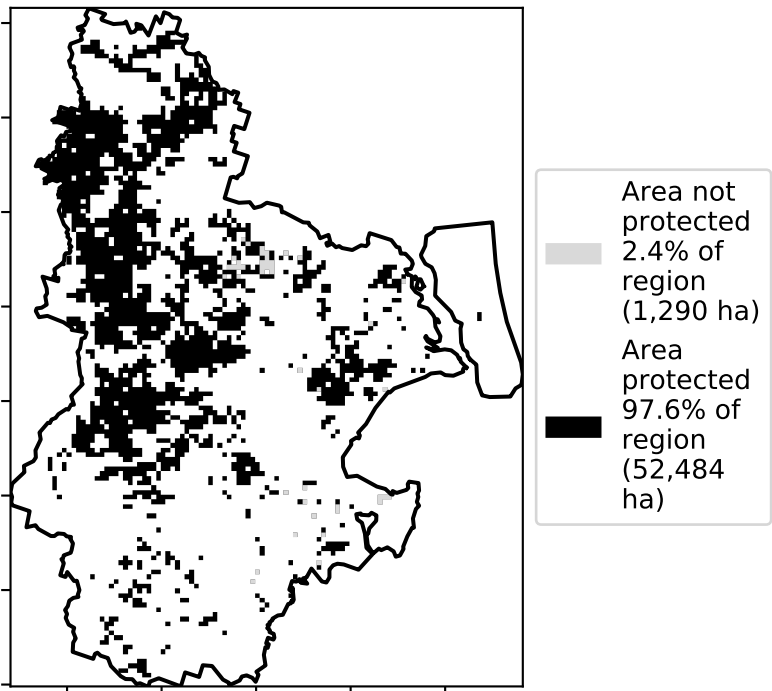 Area not
protected
2.4% of
region
(1,290 ha)
Area
protected
97.6% of
region
(52,484
ha)